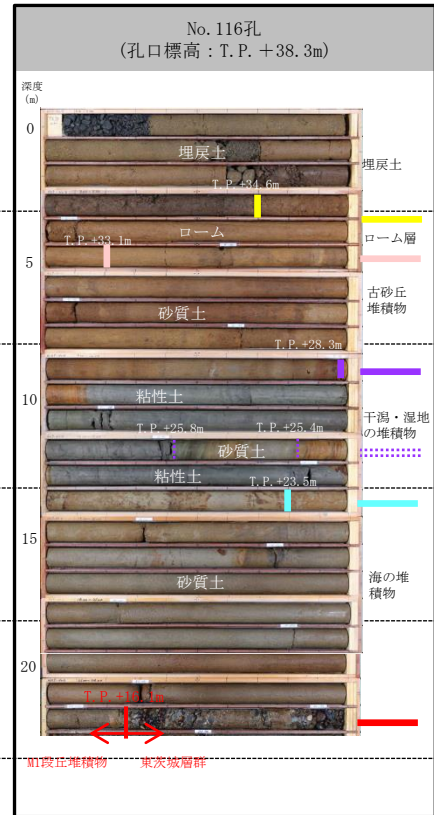 No.116孔
(孔口標高:T.P.+38.3m)
深度
(m)
0
埋戻土
埋戻土
T.P.+34.6m
ローム
ローム層
T.P.+33.1m
5
古砂丘
堆積物
砂質土
T.P.+28.3m
10
粘性土
干潟・湿地
の堆積物
T.P.+25.8m
T.P.+25.4m
砂質土
粘性土
T.P.+23.5m
15
海の堆
積物
砂質土
20
M1段丘堆積物
東茨城層群